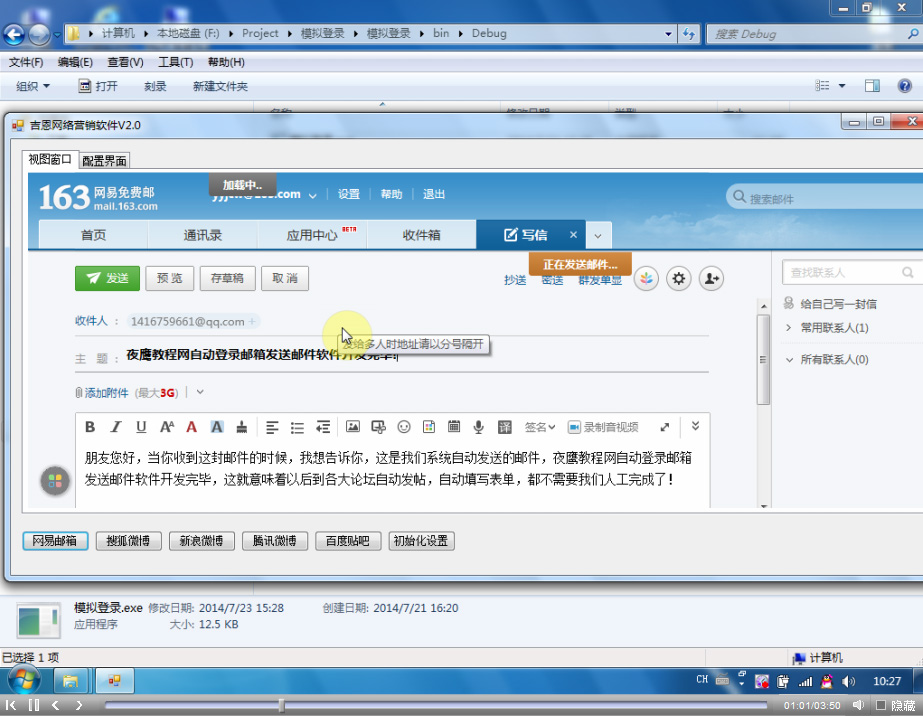 计算机 ▸ 本地磁盘 (F:) ▸ Project ▸ 模拟登录 ▸ 模拟登录 ▸ bin ▸ Debug
搜索 Debug
文件(F) 编辑(E) 查看(V) 工具(T) 帮助(H)
组织 打开 刻录 新建文件夹
吉恩网络营销软件V2.0
视图窗口 配置界面
163 网易免费邮
mail.163.com
加载中..
设置 帮助 退出
搜索邮件
首页 通讯录 应用中心 BETA 收件箱 写信
正在发送邮件...
发送 预览 存草稿 取消
抄送 密送 群发单显
查找联系人
给自己写一封信
常用联系人(1)
所有联系人(0)
收件人： 1416759661@qq.com
发给多人时地址请以分号隔开
主 题： 夜鹰教程网自动登录邮箱发送邮件软件开发完毕!
添加附件 (最大3G)
B I U 译 签名 录制音视频
朋友您好，当你收到这封邮件的时候，我想告诉你，这是我们系统自动发送的邮件，夜鹰教程网自动登录邮箱
发送邮件软件开发完毕，这就意味着以后到各大论坛自动发帖，自动填写表单，都不需要我们人工完成了！
网易邮箱 搜狐微博 新浪微博 腾讯微博 百度贴吧 初始化设置
模拟登录.exe 修改日期: 2014/7/23 15:28 创建日期: 2014/7/21 16:20
应用程序 大小: 12.5 KB
已选择 1 项 计算机
CH 10:27
01:01/03:50 隐藏